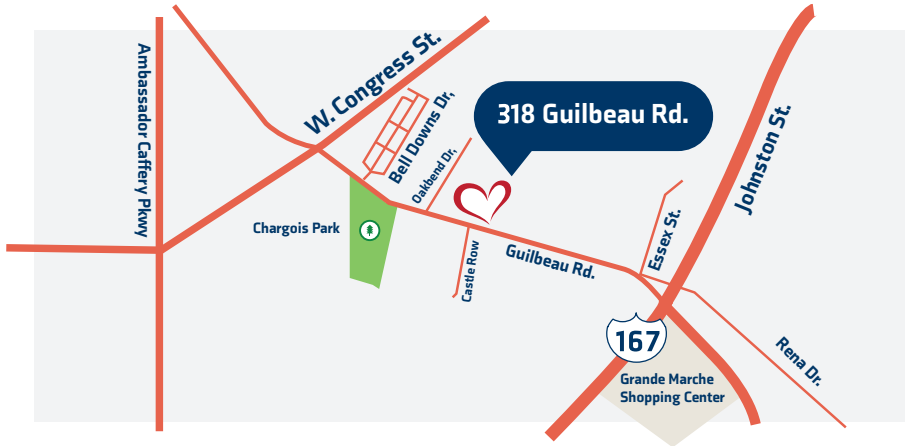 Ambassador Caffery Pkwy
W. Congress St.
Bell Downs Dr,
Oakbend Dr,
318 Guilbeau Rd.
Johnston St.
Chargois Park
Castle Row
Guilbeau Rd.
Essex St.
167
Rena Dr.
Grande Marche
Shopping Center